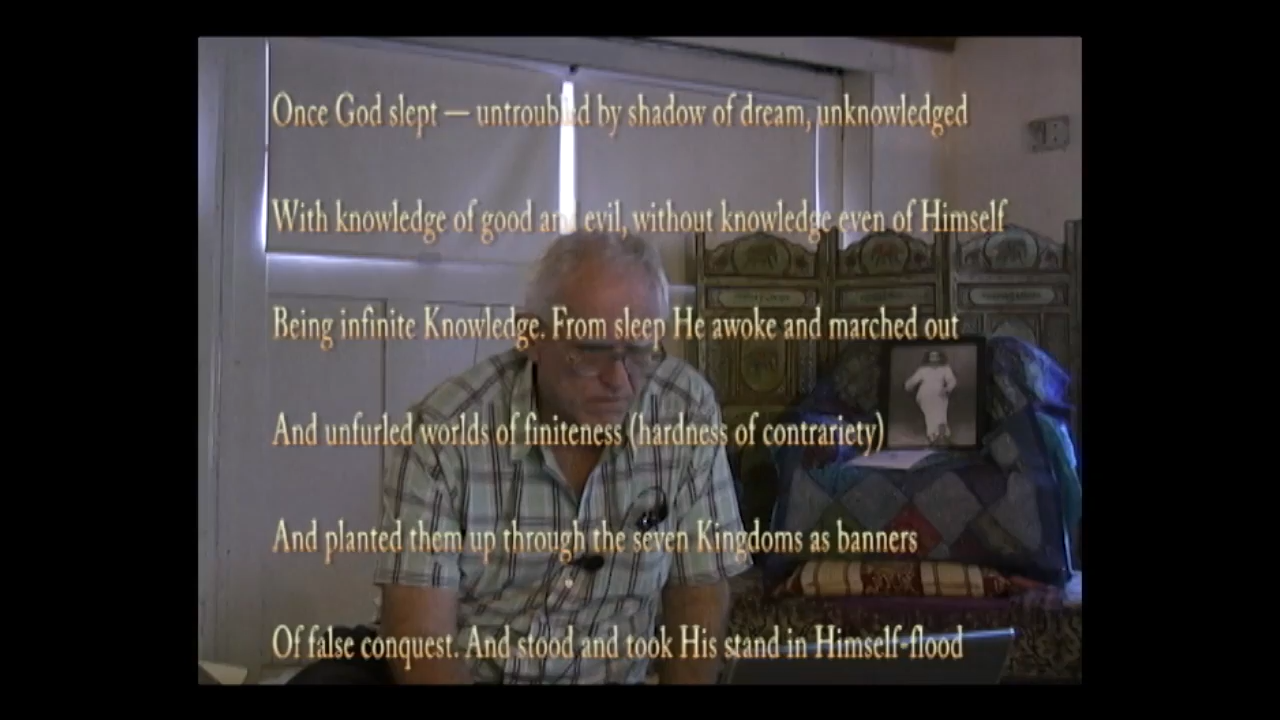 Once God slept — untroubled by shadow of dream, unknowledged
With knowledge of good and evil, without knowledge even of Himself
Being infinite Knowledge. From sleep He awoke and marched out
And unfurled worlds of finiteness (hardness of contrariety)
And planted them up through the seven Kingdoms as banners
Of false conquest. And stood and took His stand in Himself-flood